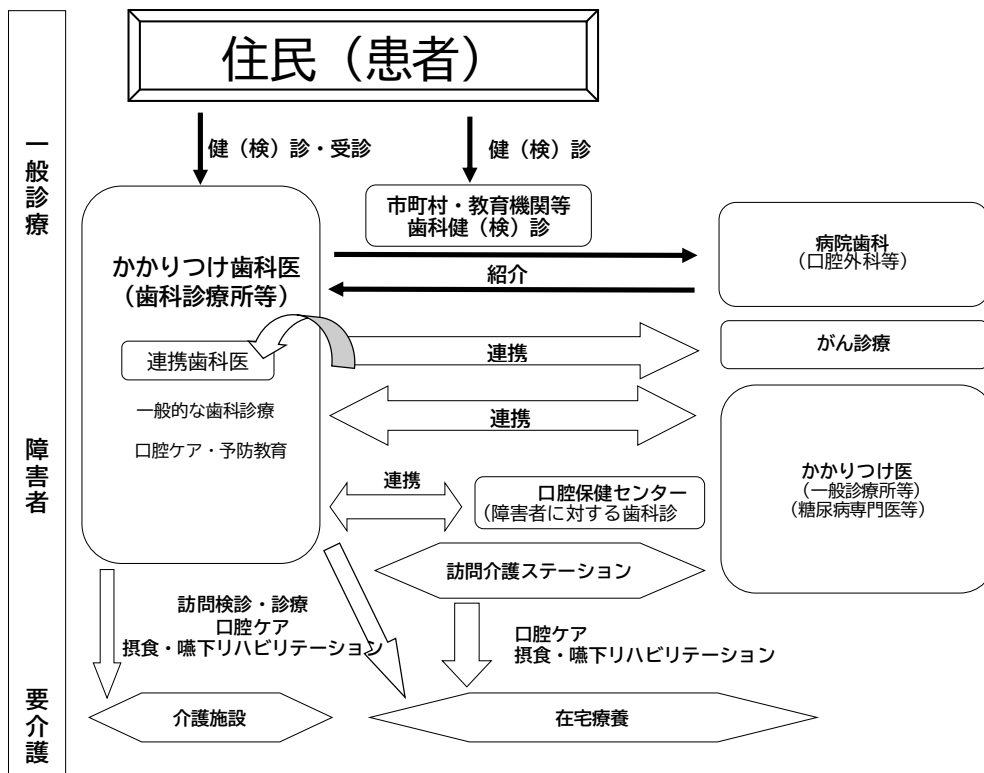 住民（患者）
一般診療
健（検）診・受診
健（検）診
市町村・教育機関等
歯科健（検）診
病院歯科
（口腔外科等）
かかりつけ歯科医
（歯科診療所等）
紹介
がん診療
連携歯科医
連携
一般的な歯科診療
連携
口腔ケア・予防教育
障害者
かかりつけ医
（一般診療所等）
（糖尿病専門医等）
連携
口腔保健センター
（障害者に対する歯科診
訪問介護ステーション
訪問検診・診療
口腔ケア
摂食・嚥下リハビリテーション
口腔ケア
摂食・嚥下リハビリテーション
要介護
介護施設
在宅療養